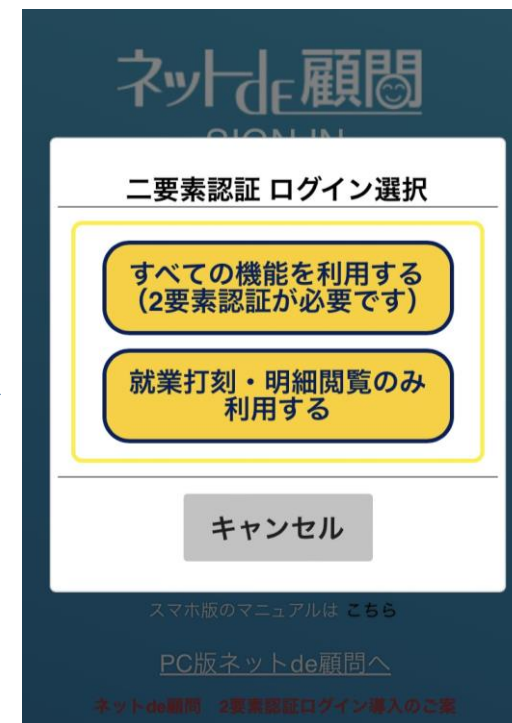 ネットdE顧問
SIGN IN
二要素認証 ログイン選択
すべての機能を利用する
（2要素認証が必要です）
就業打刻・明細閲覧のみ
利用する
キャンセル
スマホ版のマニュアルは こちら
PC版ネットde顧問へ
ネットde顧問 2要素認証ログイン導入のご案